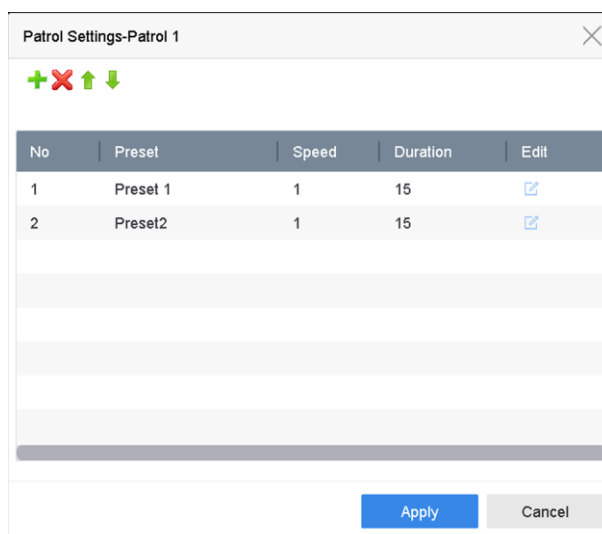 Patrol Settings-Patrol 1
No Preset Speed Duration Edit
1 Preset 1 1 15
2 Preset2 1 15
Apply Cancel